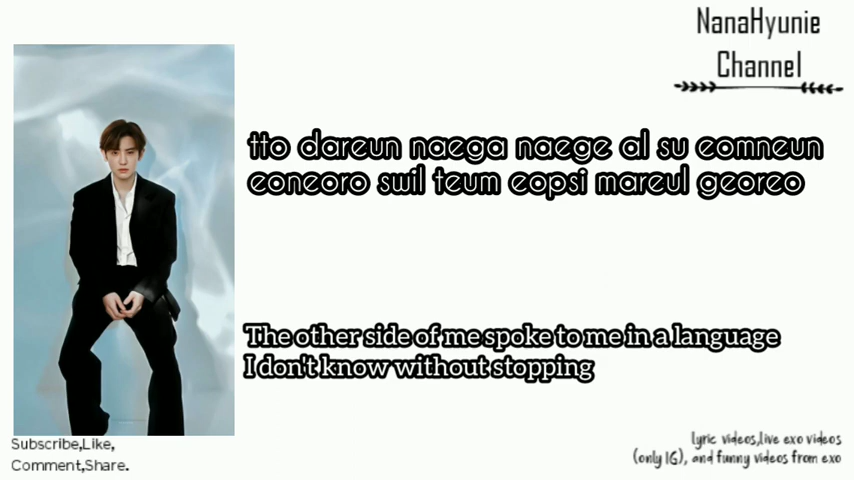 NanaHyunie
Channel
tto dareun naega naege al su eomneun
eoneoro swil teum eopsi mareul georeo
The other side of me spoke to me in a language
I don't know without stopping
Subscribe,Like,
Comment,Share.
lyric videos,live exo videos
(only IG), and funny videos from exo